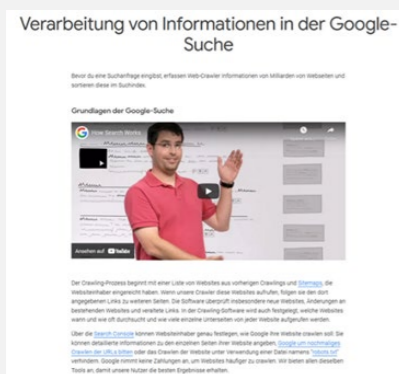 Verarbeitung von Informationen in der Google-
Suche
Bevor du eine Suchanfrage eingibst, erfassen Web-Crawler Informationen von Milliarden von Webseiten und
sortieren diese im Suchindex.
Grundlagen der Google-Suche
How Search Works
Ansehen auf YouTube
Der Crawling-Prozess beginnt mit einer Liste von Websites aus vorherigen Crawlings und Sitemaps, die
Websiteinhaber eingereicht haben. Wenn unsere Crawler diese Websites aufrufen, folgen sie den dort
angegebenen Links zu weiteren Seiten. Die Software überprüft insbesondere neue Websites, Änderungen an
bestehenden Websites und veraltete Links. In der Crawling-Software wird auch festgelegt, welche Websites
wann und wie oft durchsucht und wie viele einzelne Unterseiten von jeder Website aufgerufen werden.
Über die Search Console können Websiteinhaber genau festlegen, wie Google ihre Website crawlen soll: Sie
können detaillierte Informationen zu den einzelnen Seiten ihrer Website angeben, Google um nochmaliges
Crawlen der URLs bitten oder das Crawlen der Website unter Verwendung einer Datei namens "robots.txt"
verhindern. Google nimmt keine Zahlungen an, um Websites häufiger zu crawlen. Wir bieten allen dieselben
Tools an, damit unsere Nutzer die besten Ergebnisse erhalten.